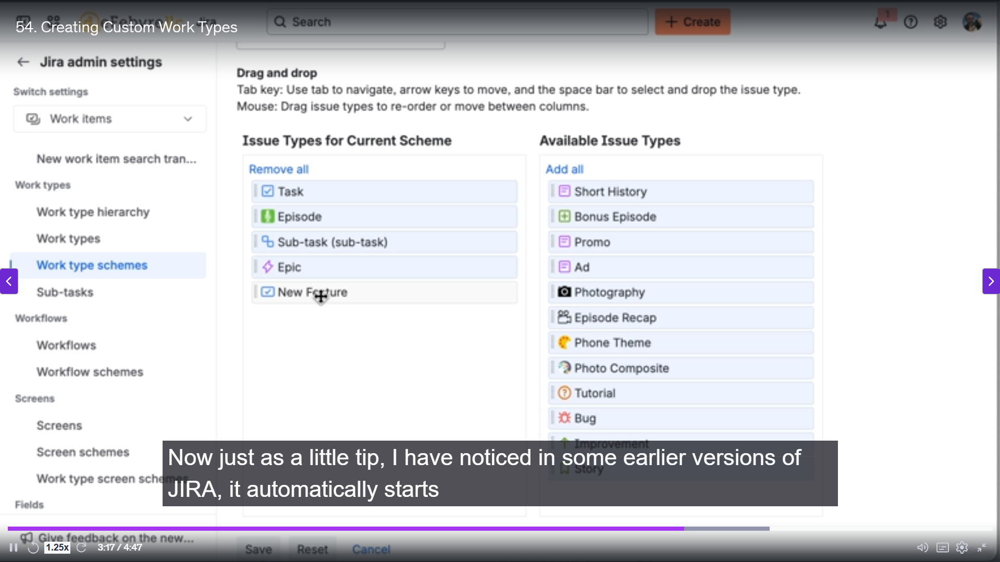 54. Creating Custom Work Types
Search
+ Create
1
Jira admin settings
Switch settings
Work items
New work item search tran...
Work types
Work type hierarchy
Work types
Work type schemes
Sub-tasks
Workflows
Workflows
Workflow schemes
Screens
Screens
Screen schemes
Work type screen schemes
Fields
Give feedback on the new...
Drag and drop
Tab key: Use tab to navigate, arrow keys to move, and the space bar to select and drop the issue type.
Mouse: Drag issue types to re-order or move between columns.
Issue Types for Current Scheme
Remove all
Task
Episode
Sub-task (sub-task)
Epic
New Feature
Available Issue Types
Add all
Short History
Bonus Episode
Promo
Ad
Photography
Episode Recap
Phone Theme
Photo Composite
Tutorial
Bug
Improvement
Story
Now just as a little tip, I have noticed in some earlier versions of
JIRA, it automatically starts
Save Reset Cancel
1.25x 3:17 / 4:47